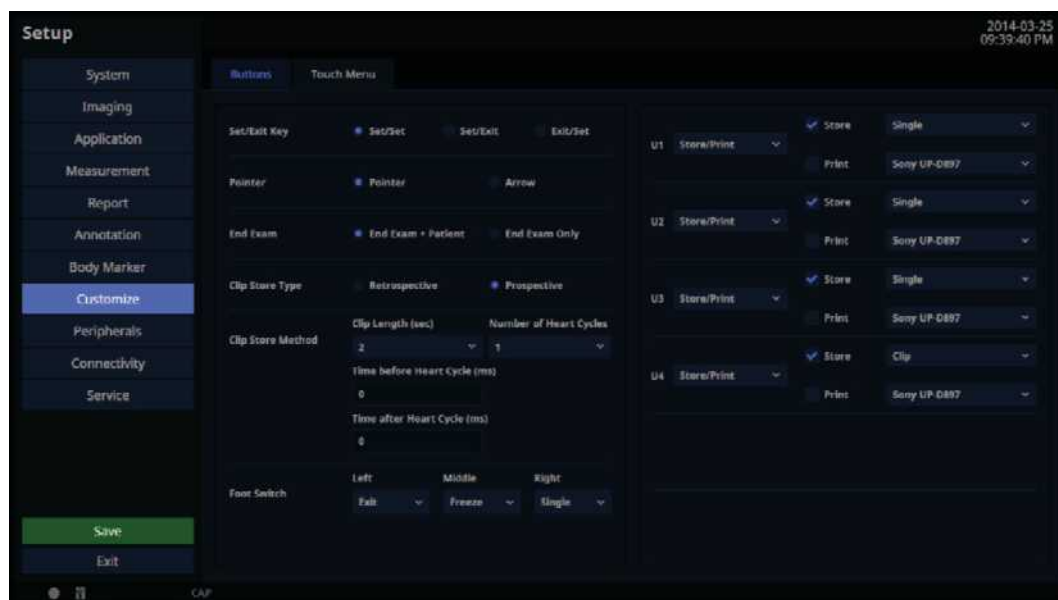 Setup
2014-03-25
09:39:40 PM
System
Imaging
Application
Measurement
Report
Annotation
Body Marker
Customize
Peripherals
Connectivity
Service
Save
Exit
CAP
Buttons Touch Menu
Set/Exit Key Set/Set Set/Exit Exit/Set
Pointer Pointer Arrow
End Exam End Exam + Patient End Exam Only
Clip Store Type Retrospective Prospective
Clip Store Method
Clip Length (sec) Number of Heart Cycles
2 1
Time before Heart Cycle (ms)
0
Time after Heart Cycle (ms)
0
Foot Switch
Left Middle Right
Exit Freeze Single
U1 Store/Print
Store Single
Print Sony UP-D897
U2 Store/Print
Store Single
Print Sony UP-D897
U3 Store/Print
Store Single
Print Sony UP-D897
U4 Store/Print
Store Clip
Print Sony UP-D897